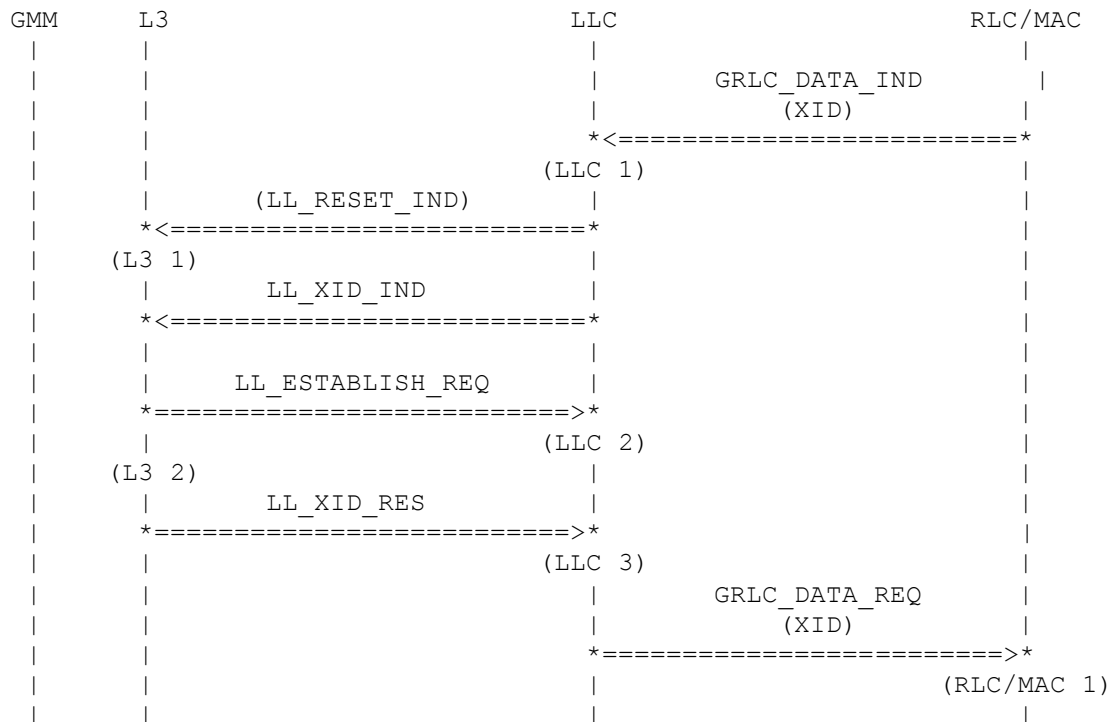 GMM L3 LLC RLC/MAC
| | | |
| | | GRLC_DATA_IND |
| | | (XID) |
| | *<=========================*
| | (LLC 1) |
| | (LL_RESET_IND) | |
| *<==========================* |
| (L3 1) | |
| | LL_XID_IND | |
| *<==========================* |
| | | |
| | LL_ESTABLISH_REQ | |
| *==========================>* |
| | (LLC 2) |
| (L3 2) | |
| | LL_XID_RES | |
| *==========================>* |
| | (LLC 3) |
| | | GRLC_DATA_REQ |
| | | (XID) |
| | *=========================>*
| | | (RLC/MAC 1)
| | | |